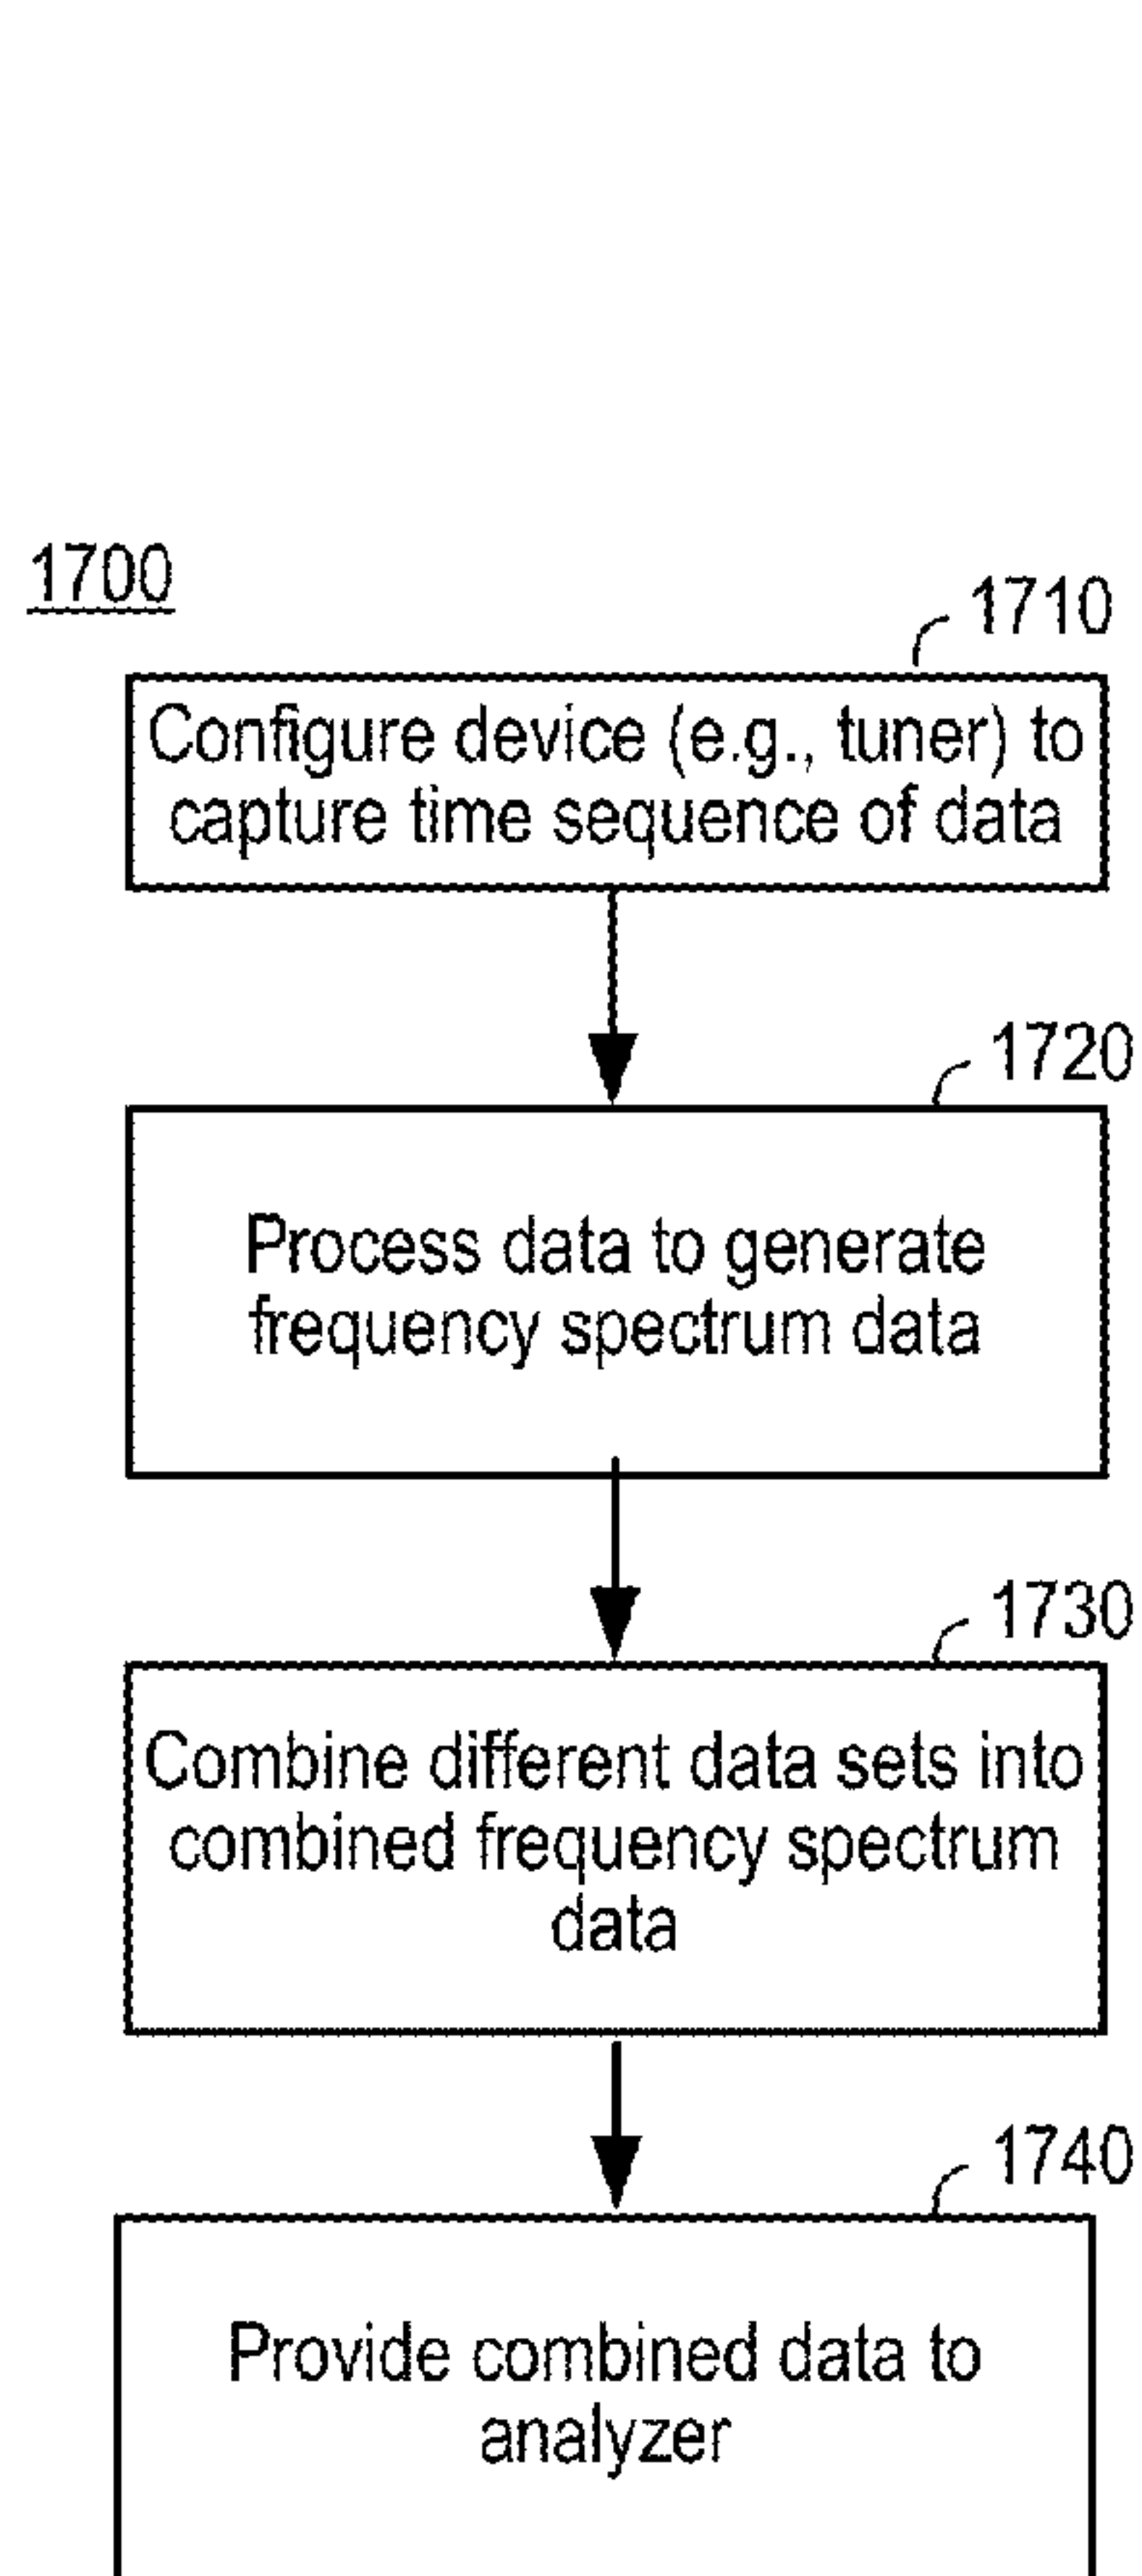 1700
1710
Configure device (e.g., tuner) to
capture time sequence of data
1720
Process data to generate
frequency spectrum data
1730
Combine different data sets into
combined frequency spectrum
data
1740
Provide combined data to
analyzer